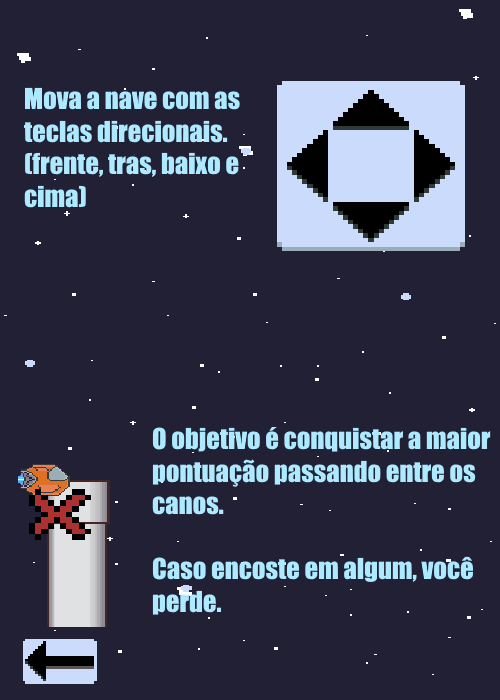 Mova a nave com as
teclas direcionais.
(frente, tras, baixo e
cima)
O objetivo é conquistar a maior
pontuação passando entre os
canos.
Caso encoste em algum, você
perde.